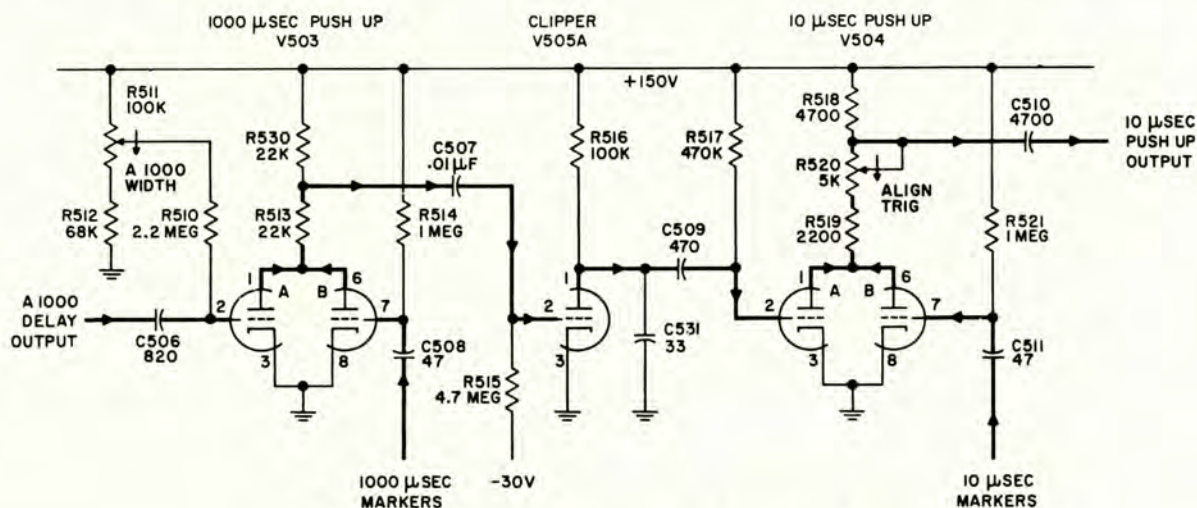 1000 μSEC PUSH UP
V503
CLIPPER
V505A
10 μSEC PUSH UP
V504
+150V
R511
100K
A 1000
WIDTH
R512
68K
R510
2.2 MEG
R530
22K
R513
22K
C507
.01μF
R514
1 MEG
R516
100K
R517
470K
R518
4700
R520
5K
ALIGN
TRIG
R519
2200
C510
4700
10 μSEC
PUSH UP
OUTPUT
R521
1 MEG
A 1000
DELAY
OUTPUT
C506
820
1
A
2
3
6
B
7
8
C508
47
1000 μSEC
MARKERS
R515
4.7 MEG
-30V
1
2
3
C509
470
C531
33
1
A
2
3
6
B
7
8
C511
47
10 μSEC
MARKERS